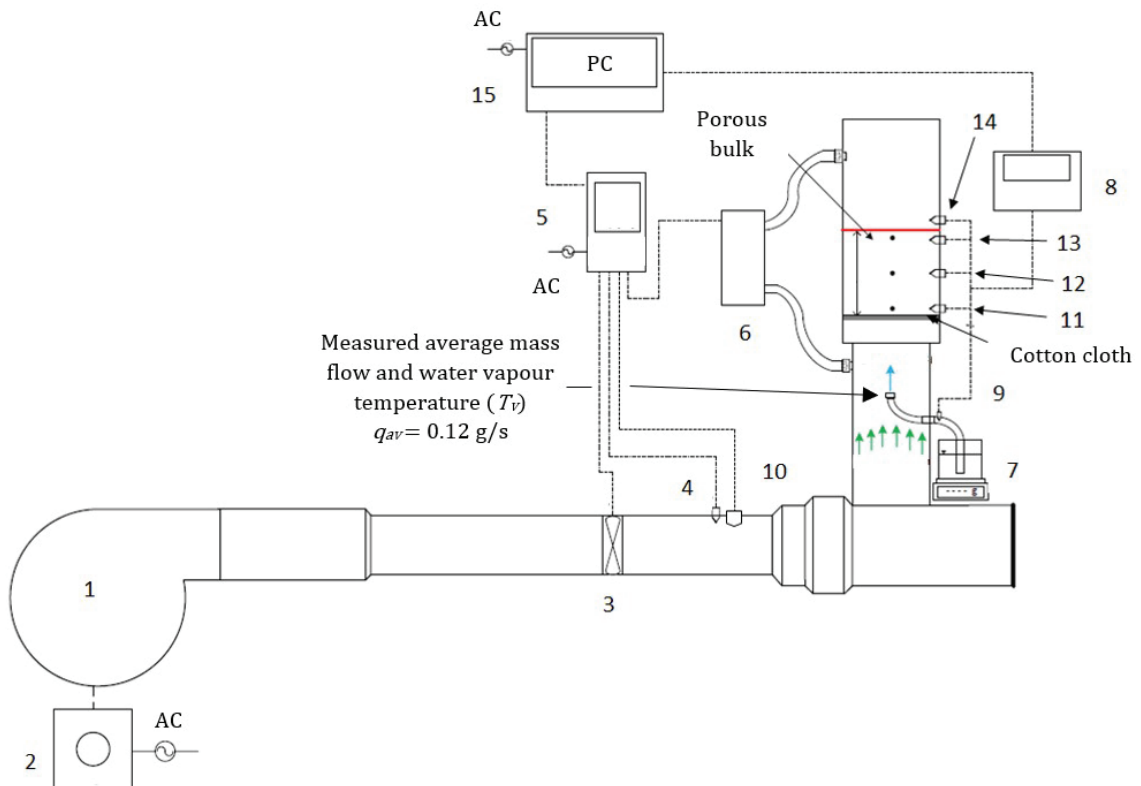 AC
PC
15
Porous
bulk
14
8
5
13
AC
12
6
11
Measured average mass
flow and water vapour
temperature (Tv)
qav= 0.12 g/s
Cotton cloth
9
4
10
7
1
3
AC
2